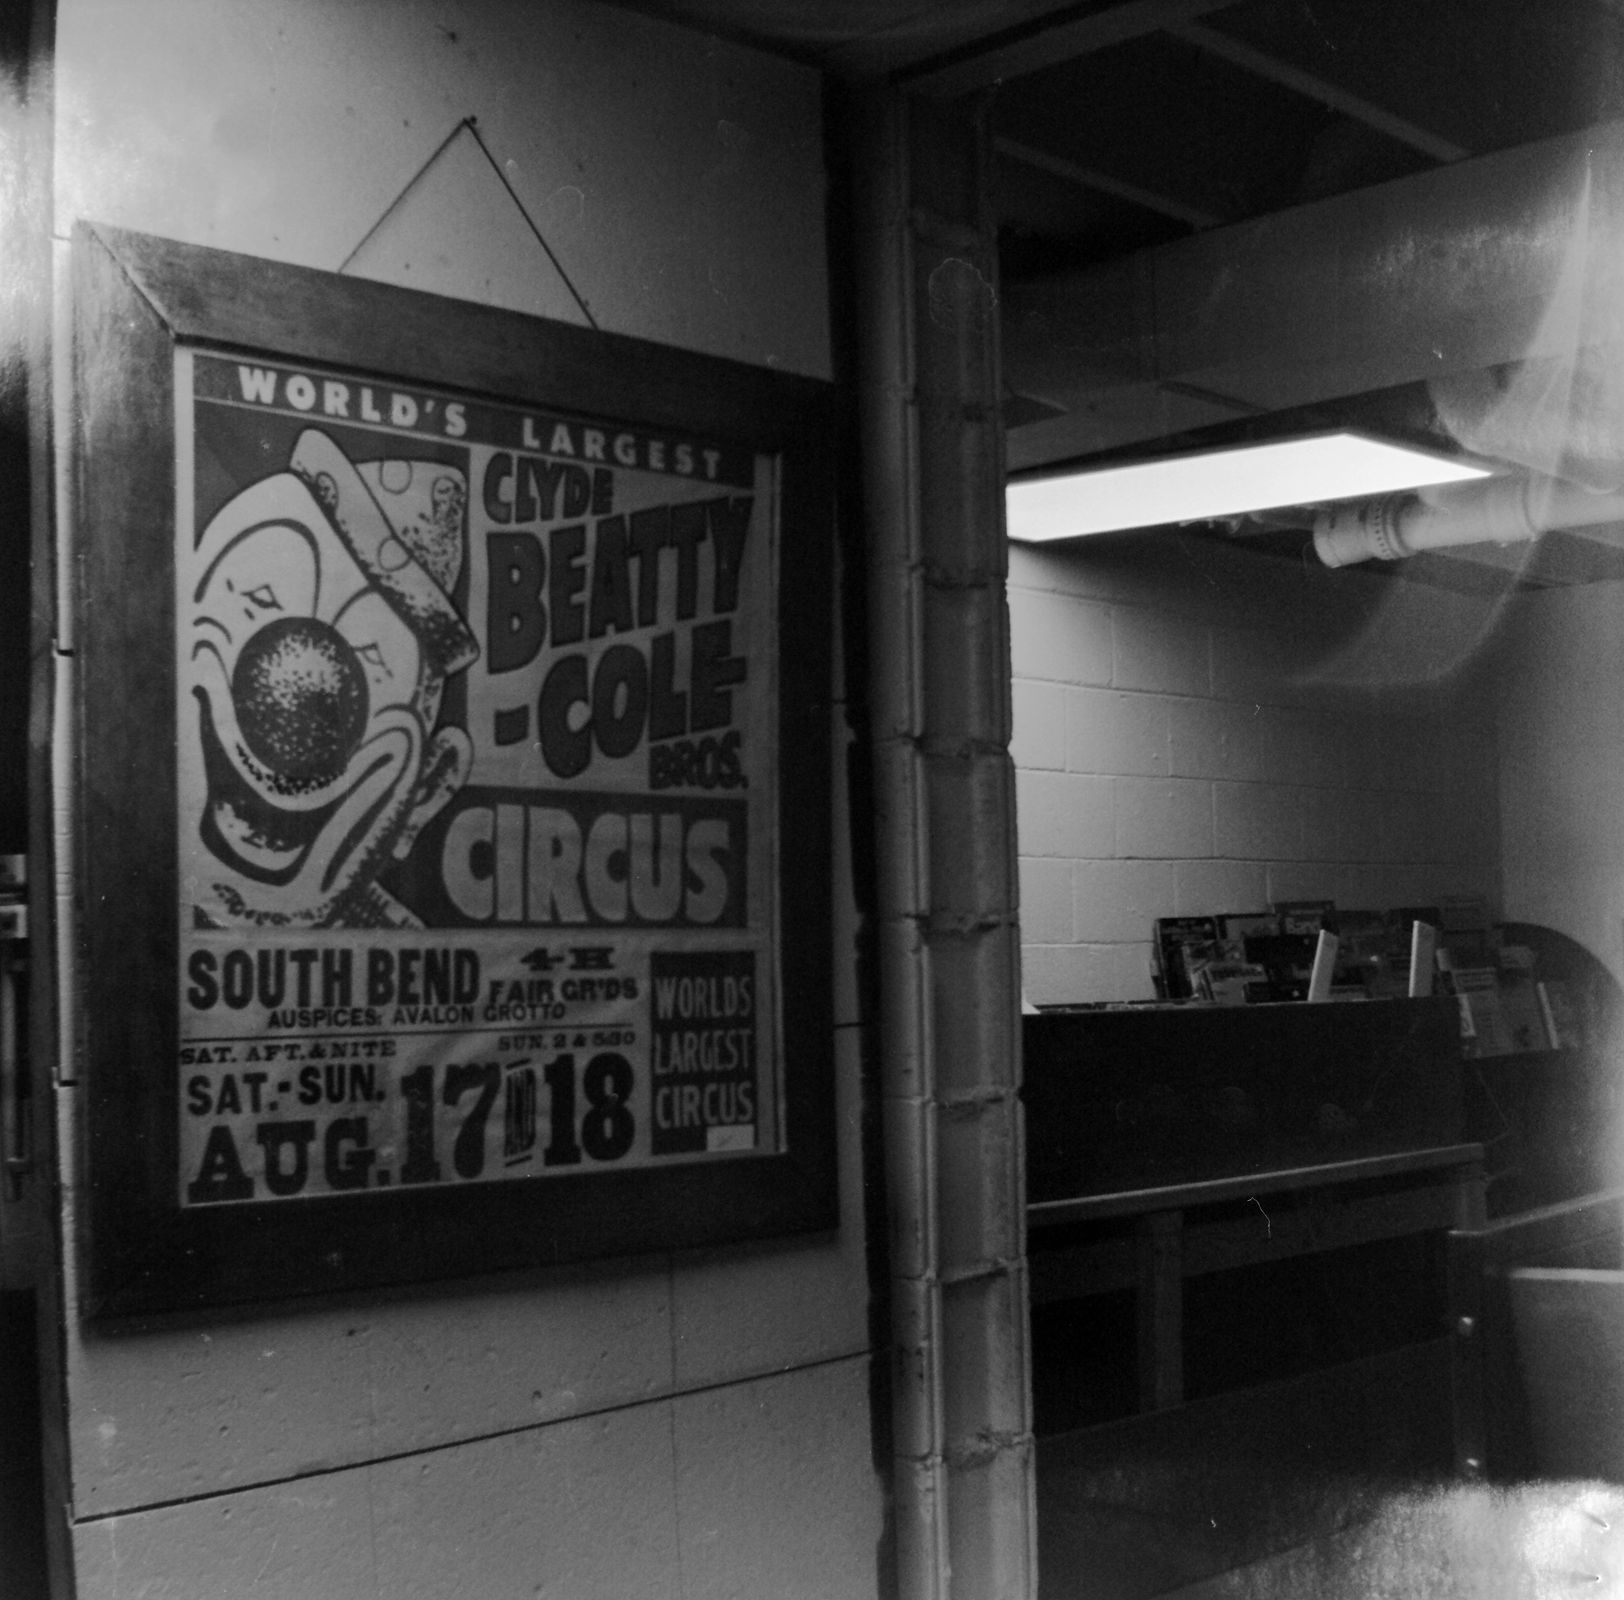 WORLD'S LARGEST
CLYDE
BEATTY
-COLE-
BROS.
CIRCUS
SOUTH BEND 4-H FAIR GR'DS
AUSPICES: AVALON GROTTO
SAT. AFT. & NITE SUN. 2 & 5:30
SAT.-SUN.
AUG. 17 AND 18
WORLDS
LARGEST
CIRCUS